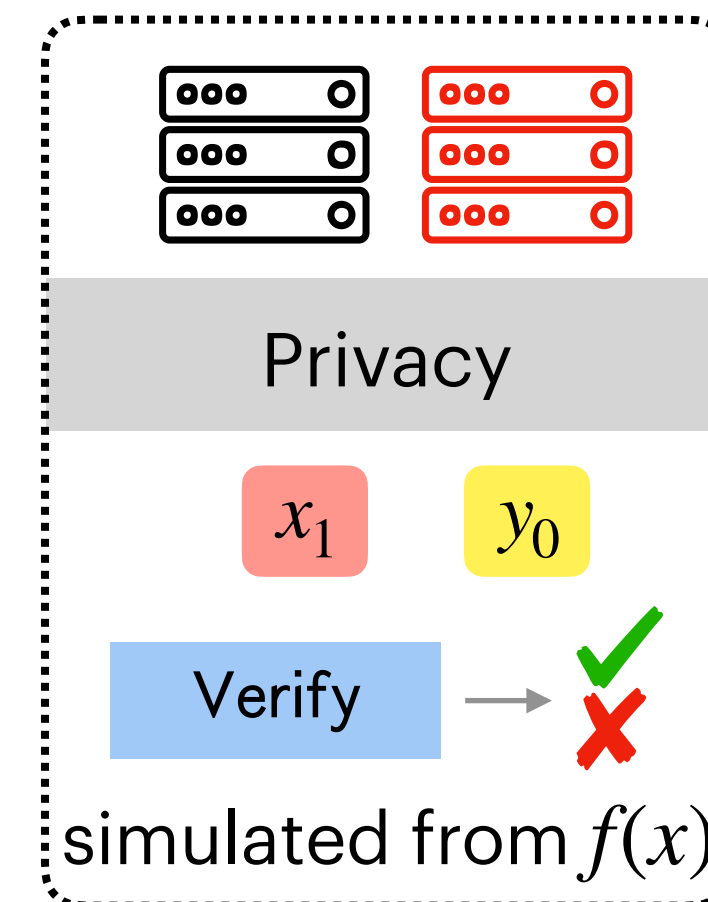 Privacy
x₁ y₀
Verify
simulated from f(x)